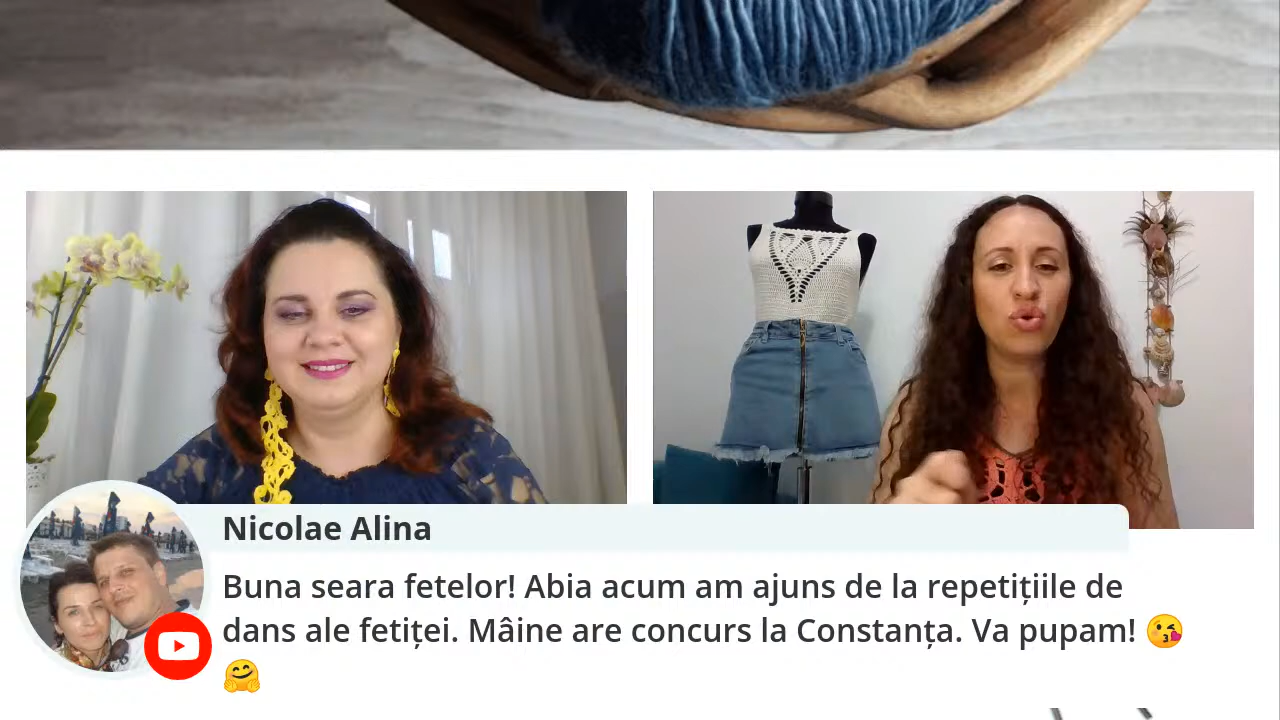 Nicolae Alina
Buna seara fetelor! Abia acum am ajuns de la repetițiile de
dans ale fetiței. Mâine are concurs la Constanța. Va pupam! 😘
🤗